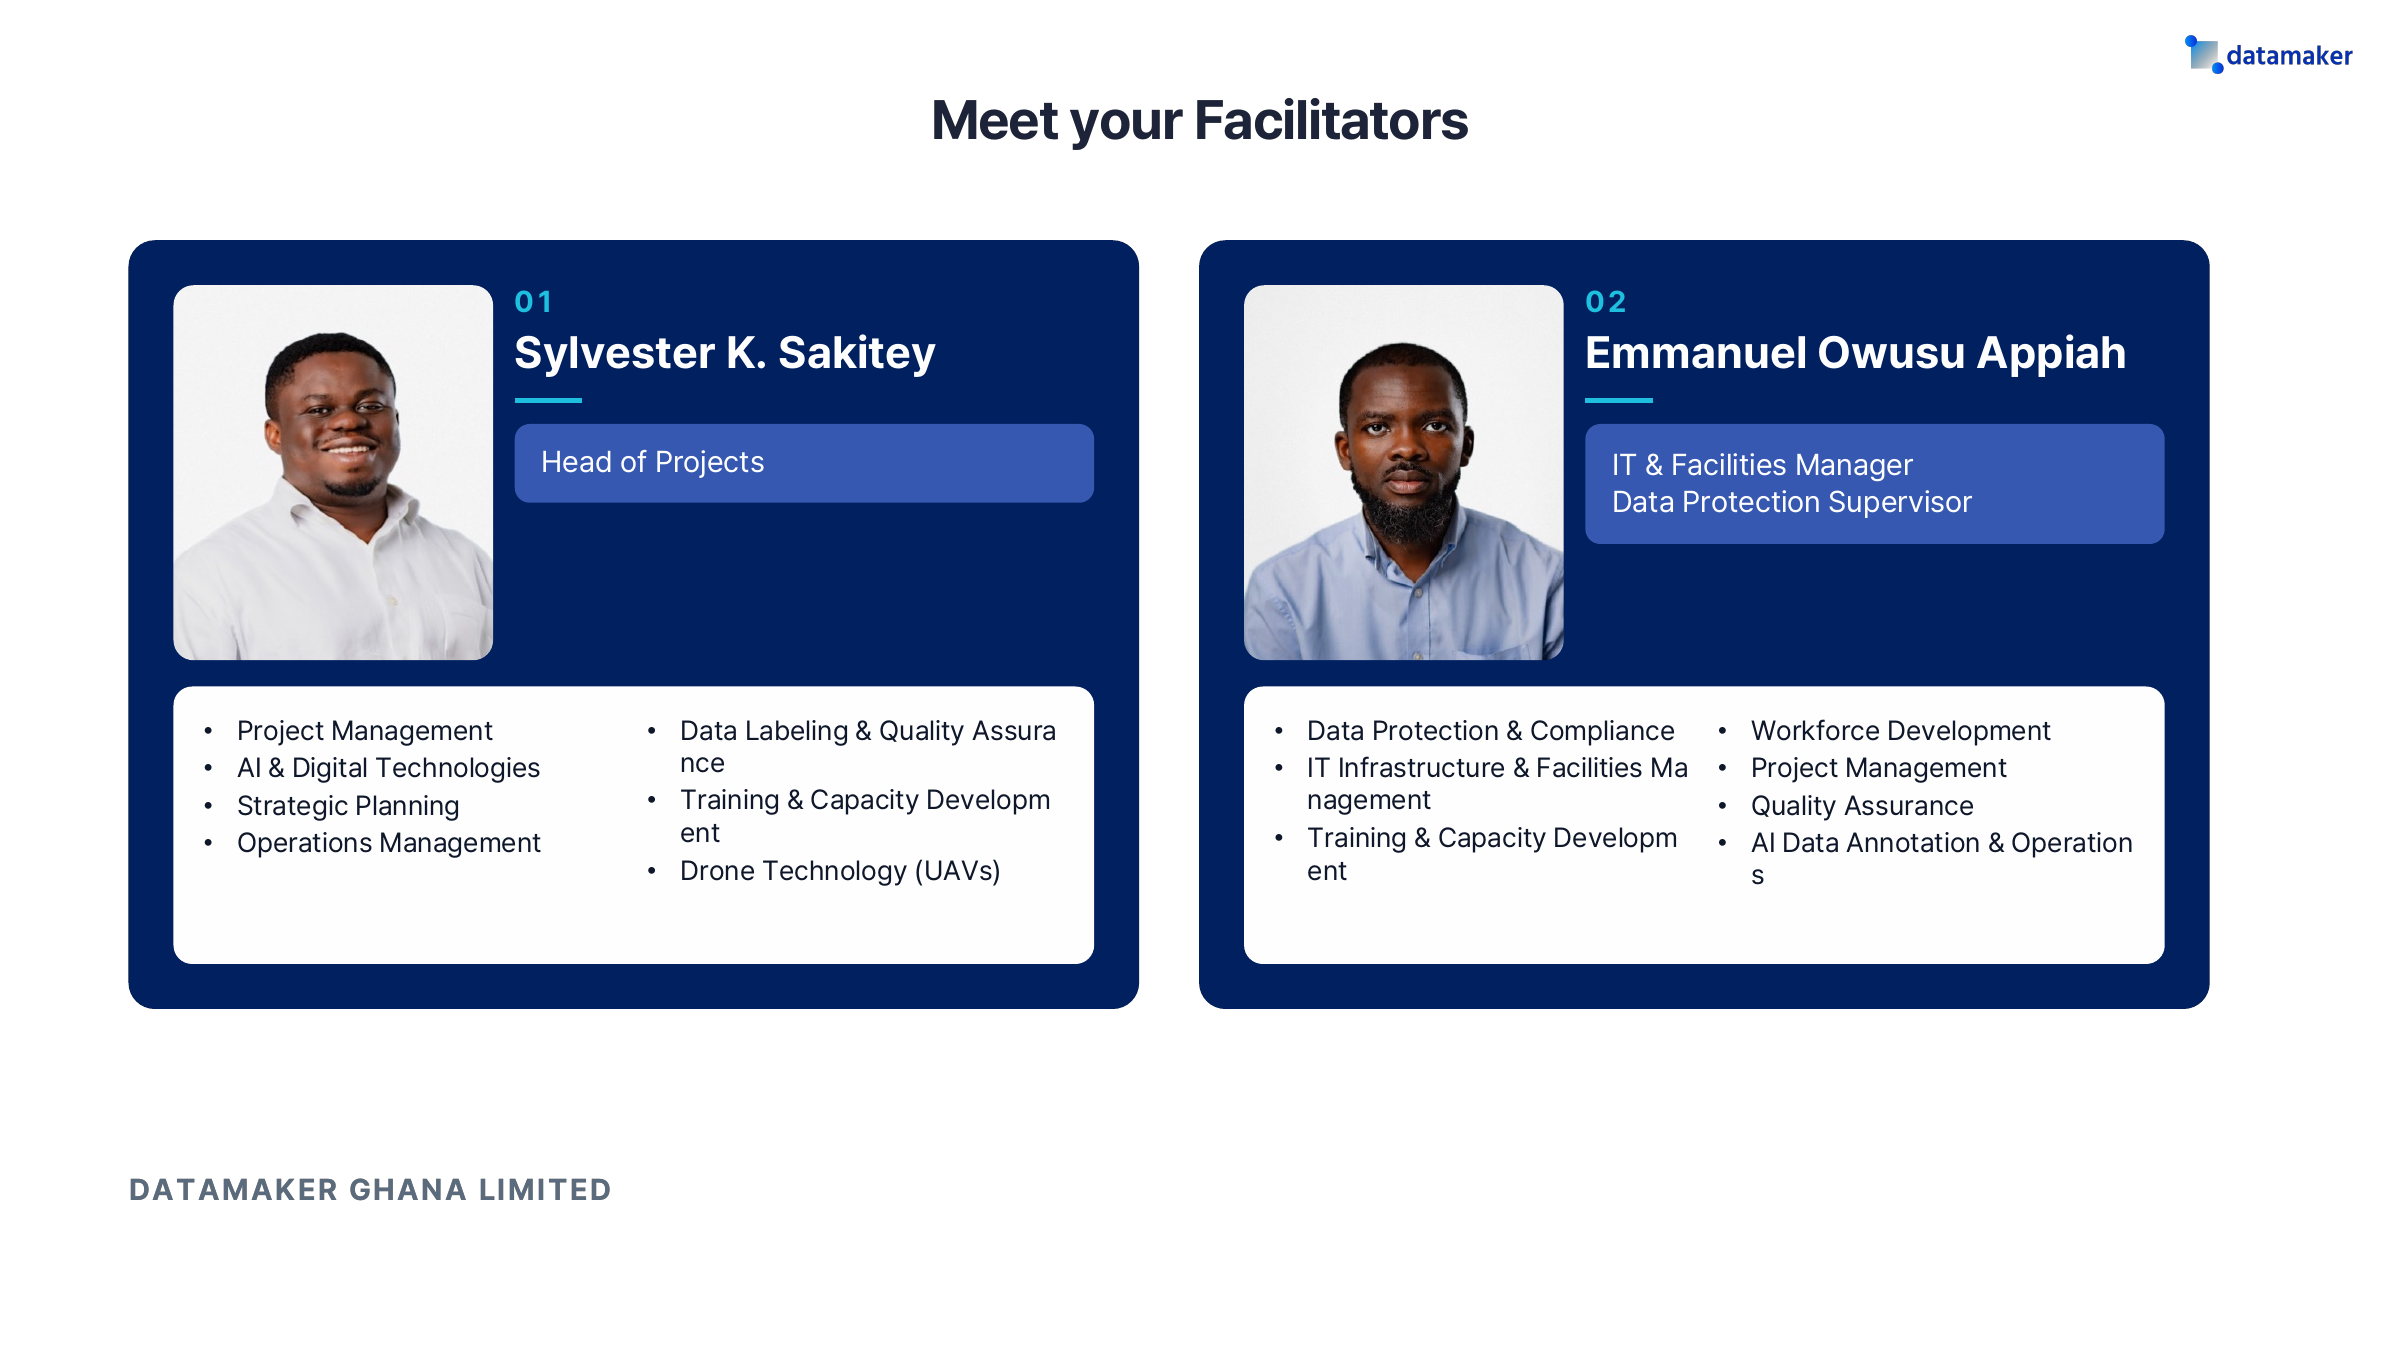 datamaker
Meet your Facilitators
01
Sylvester K. Sakitey
Head of Projects
• Project Management
• AI & Digital Technologies
• Strategic Planning
• Operations Management
• Data Labeling & Quality Assura
nce
• Training & Capacity Developm
ent
• Drone Technology (UAVs)
02
Emmanuel Owusu Appiah
IT & Facilities Manager
Data Protection Supervisor
• Data Protection & Compliance
• IT Infrastructure & Facilities Ma
nagement
• Training & Capacity Developm
ent
• Workforce Development
• Project Management
• Quality Assurance
• AI Data Annotation & Operation
s
DATAMAKER GHANA LIMITED